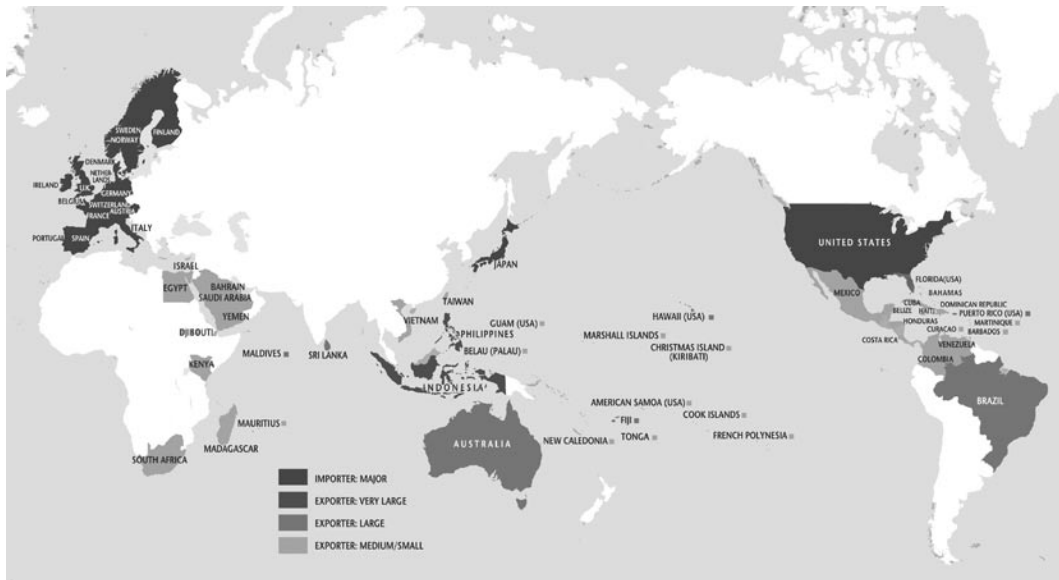 SWEDEN
FINLAND
NORWAY
DENMARK
NETHER
LANDS
IRELAND
U.K.
GERMANY
BELGIUM
SWITZERLAND
AUSTRIA
FRANCE
ITALY
PORTUGAL
SPAIN
ISRAEL
EGYPT
BAHRAIN
SAUDI ARABIA
YEMEN
DJIBOUTI
KENYA
MALDIVES
SRI LANKA
MAURITIUS
MADAGASCAR
SOUTH AFRICA
JAPAN
TAIWAN
VIETNAM
PHILIPPINES
GUAM (USA)
BELAU (PALAU)
INDONESIA
AUSTRALIA
HAWAII (USA)
MARSHALL ISLANDS
CHRISTMAS ISLAND
(KIRIBATI)
AMERICAN SAMOA (USA)
COOK ISLANDS
FIJI
NEW CALEDONIA
TONGA
FRENCH POLYNESIA
UNITED STATES
FLORIDA(USA)
MEXICO
BAHAMAS
CUBA
DOMINICAN REPUBLIC
BELIZE
HAITI
PUERTO RICO (USA)
HONDURAS
MARTINIQUE
CURACAO
BARBADOS
COSTA RICA
VENEZUELA
COLOMBIA
BRAZIL
IMPORTER: MAJOR
EXPORTER: VERY LARGE
EXPORTER: LARGE
EXPORTER: MEDIUM/SMALL